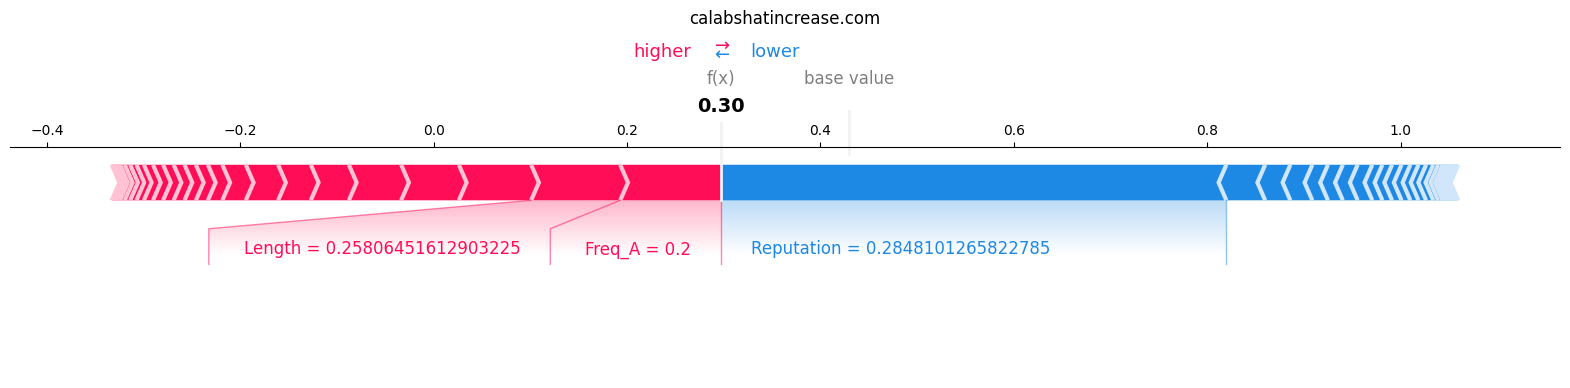 calabshatincrease.com
higher ⇄ lower
f(x) base value
0.30
−0.4 −0.2 0.0 0.2 0.4 0.6 0.8 1.0
Length = 0.25806451612903225 Freq_A = 0.2 Reputation = 0.2848101265822785